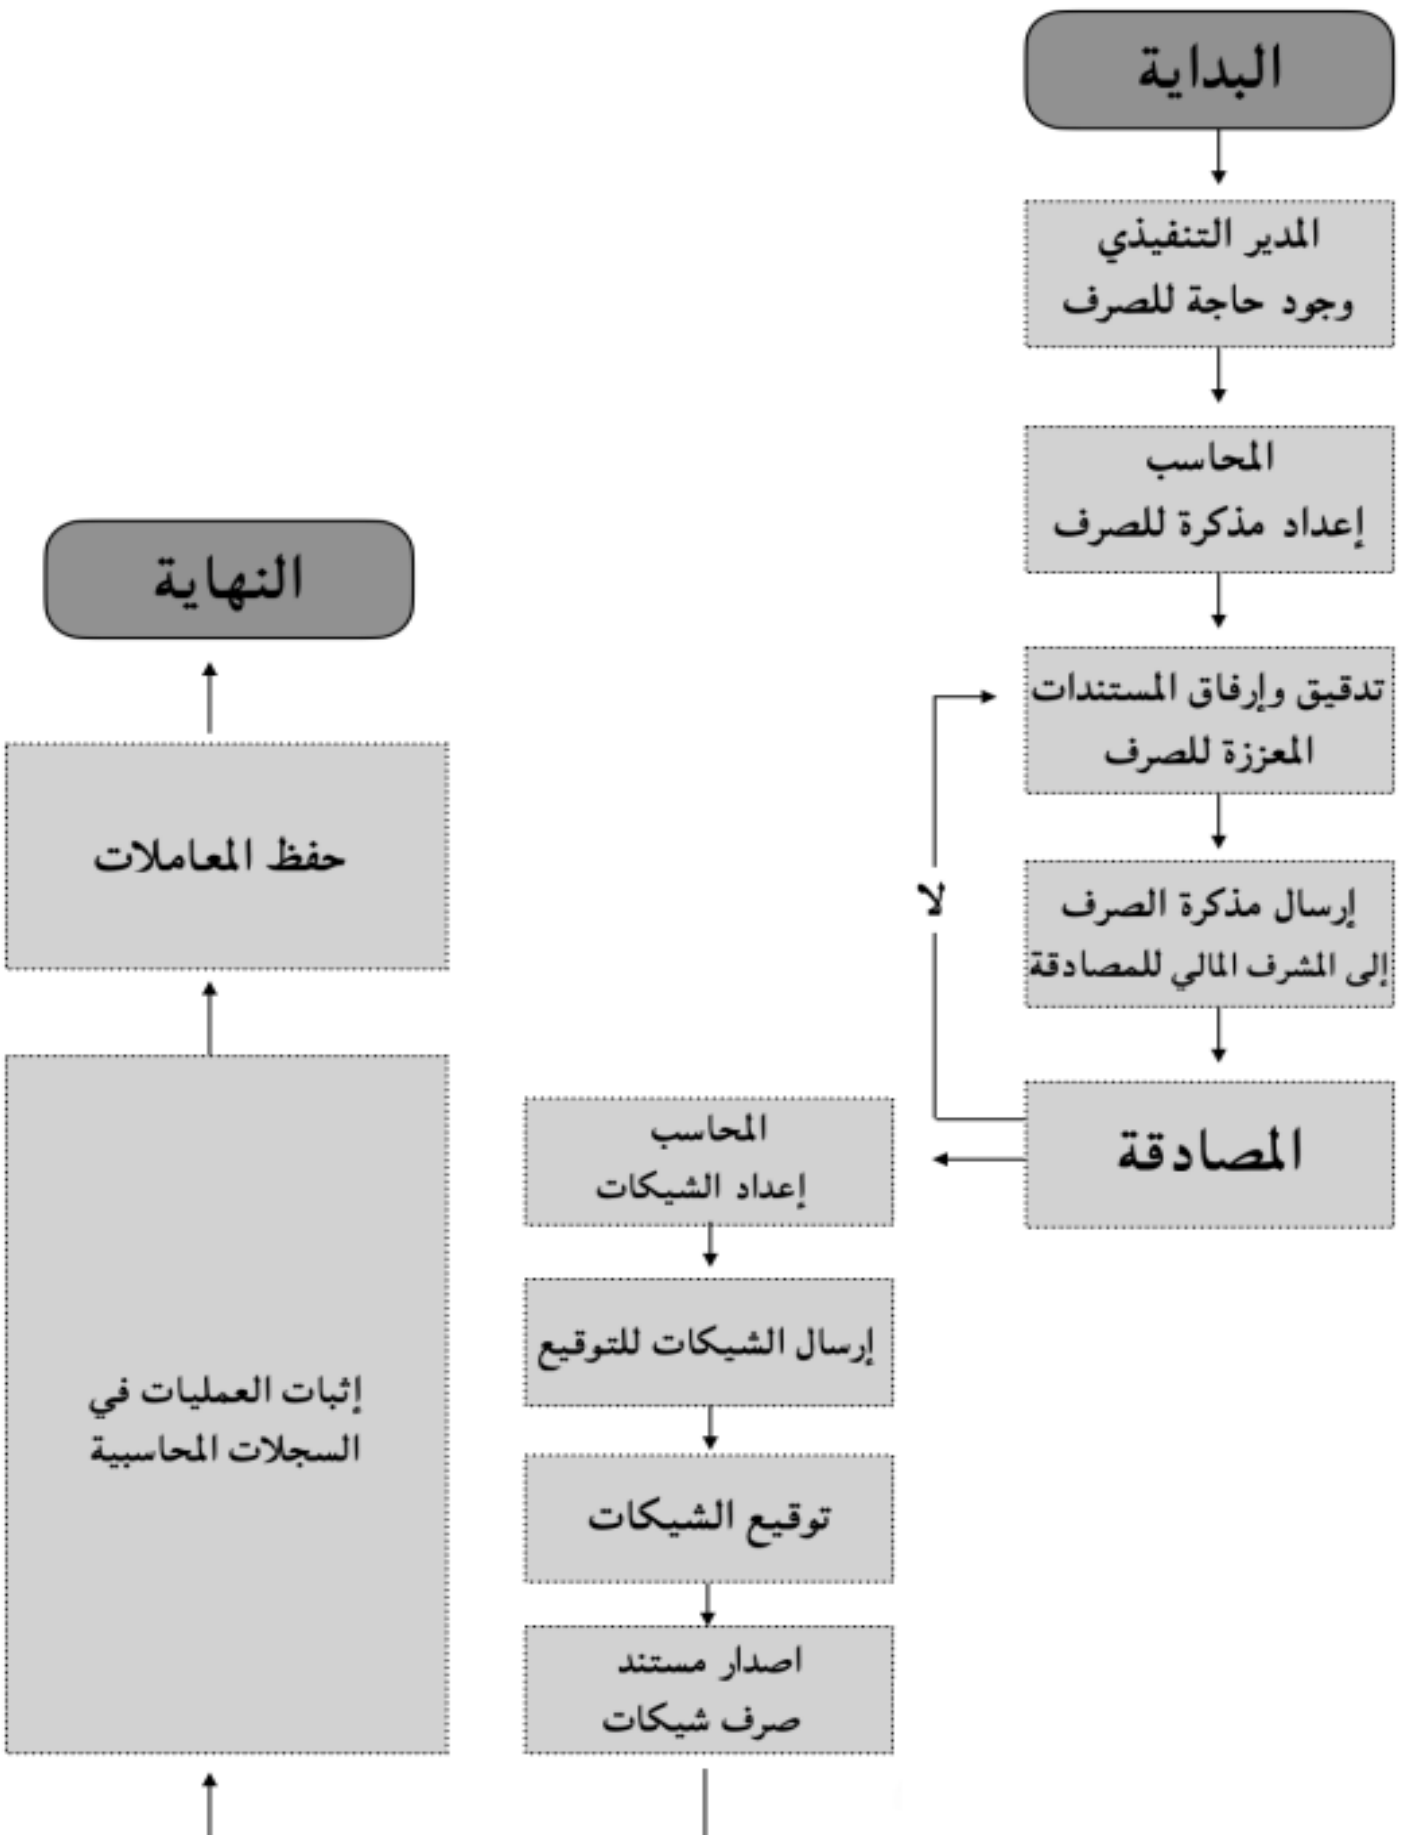 البداية
المدير التنفيذي
وجود حاجة للصرف
المحاسب
إعداد مذكرة للصرف
تدقيق وإرفاق المستندات
المعززة للصرف
إرسال مذكرة الصرف
إلى المشرف المالي للمصادقة
المصادقة
لا
المحاسب
إعداد الشيكات
إرسال الشيكات للتوقيع
توقيع الشيكات
اصدار مستند
صرف شيكات
إثبات العمليات في
السجلات المحاسبية
حفظ المعاملات
النهاية